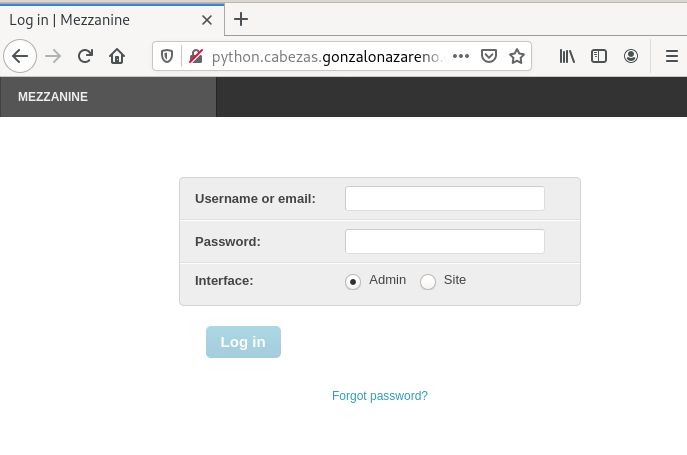 Log in | Mezzanine
python.cabezas.gonzalonazareno.
MEZZANINE
Username or email:
Password:
Interface: Admin Site
Log in
Forgot password?